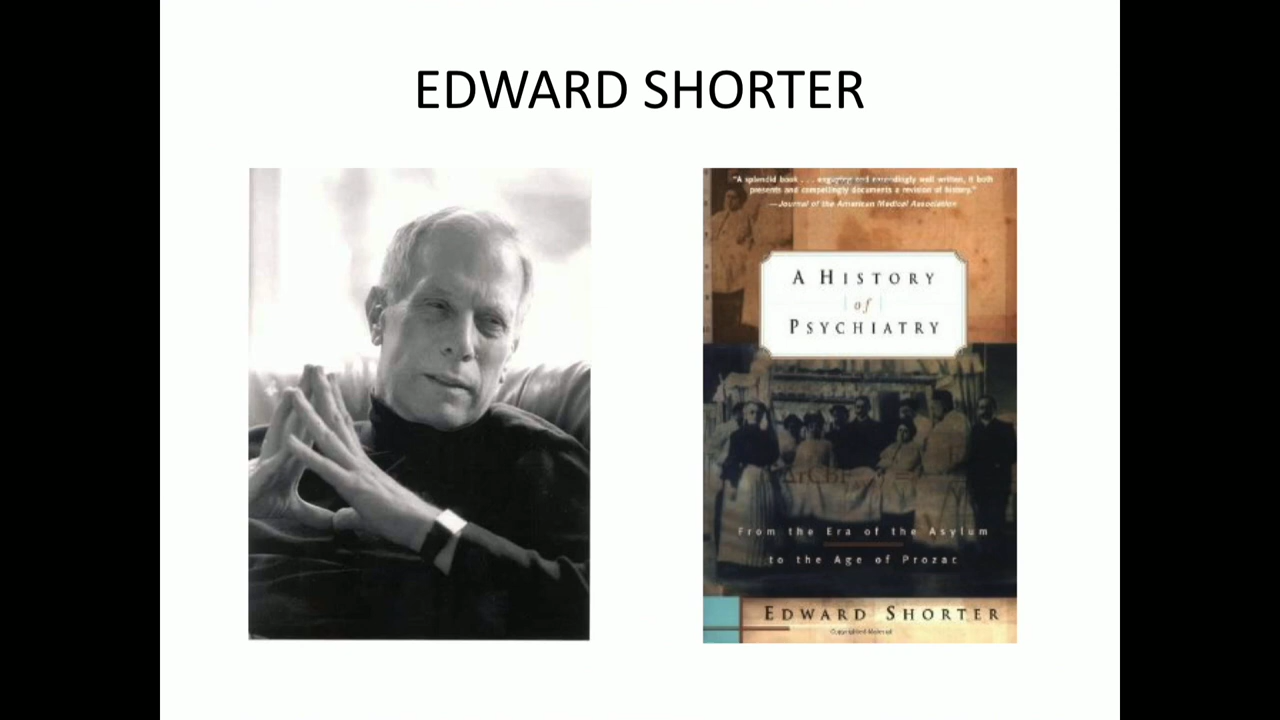 EDWARD SHORTER
"A splendid book . . . engaging and exceedingly well written, it both
presents and compellingly documents a revision of history."
—Journal of the American Medical Association
A HISTORY
of
PSYCHIATRY
From the Era of the Asylum
to the Age of Prozac
EDWARD SHORTER
Copyrighted Material